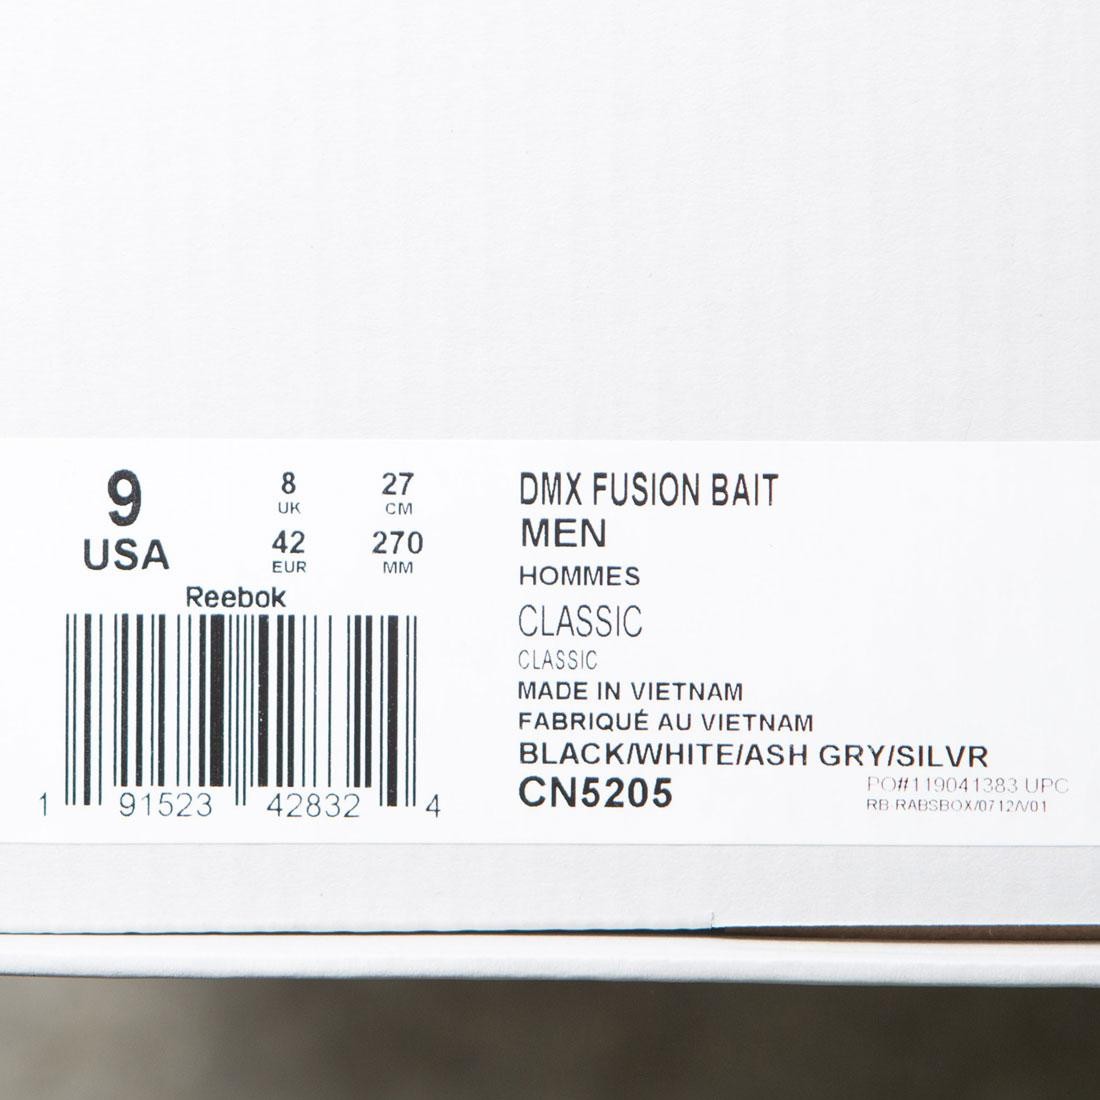 9
USA
8
UK
27
CM
42
EUR
270
MM
Reebok
1 91523 42832 4
DMX FUSION BAIT
MEN
HOMMES
CLASSIC
CLASSIC
MADE IN VIETNAM
FABRIQUÉ AU VIETNAM
BLACK/WHITE/ASH GRY/SILVR
CN5205
PO#119041383 UPC
RB-RABSBOX/0712/V01